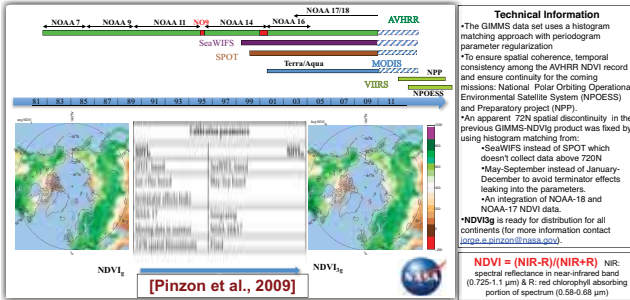 NOAA 17/18
NOAA 7 NOAA 9 NOAA 11 NO9 NOAA 14 NOAA 16
AVHRR
SeaWIFS
SPOT
Terra/Aqua MODIS
VIIRS NPP
NPOESS
81 83 85 87 89 91 93 95 97 99 01 03 05 07 09 11
Calibration parameters
NDVIg NDVI3g
[Pinzon et al., 2009]
Technical Information
•The GIMMS data set uses a histogram
matching approach with periodogram
parameter regularization
•To ensure spatial coherence, temporal
consistency among the AVHRR NDVI record
and ensure continuity for the coming
missions: National Polar Orbiting Operational
Environmental Satellite System (NPOESS)
and Preparatory project (NPP).
•An apparent 72N spatial discontinuity in the
previous GIMMS-NDVIg product was fixed by
using histogram matching from:
•SeaWIFS instead of SPOT which
doesn't collect data above 720N
•May-September instead of January-
December to avoid terminator effects
leaking into the parameters.
•An integration of NOAA-18 and
NOAA-17 NDVI data.
•NDVI3g is ready for distribution for all
continents (for more information contact
jorge.e.pinzon@nasa.gov).
NDVI = (NIR-R)/(NIR+R) NIR:
spectral reflectance in near-infrared band
(0.725-1.1 µm) & R: red chlorophyll absorbing
portion of spectrum (0.58-0.68 µm)